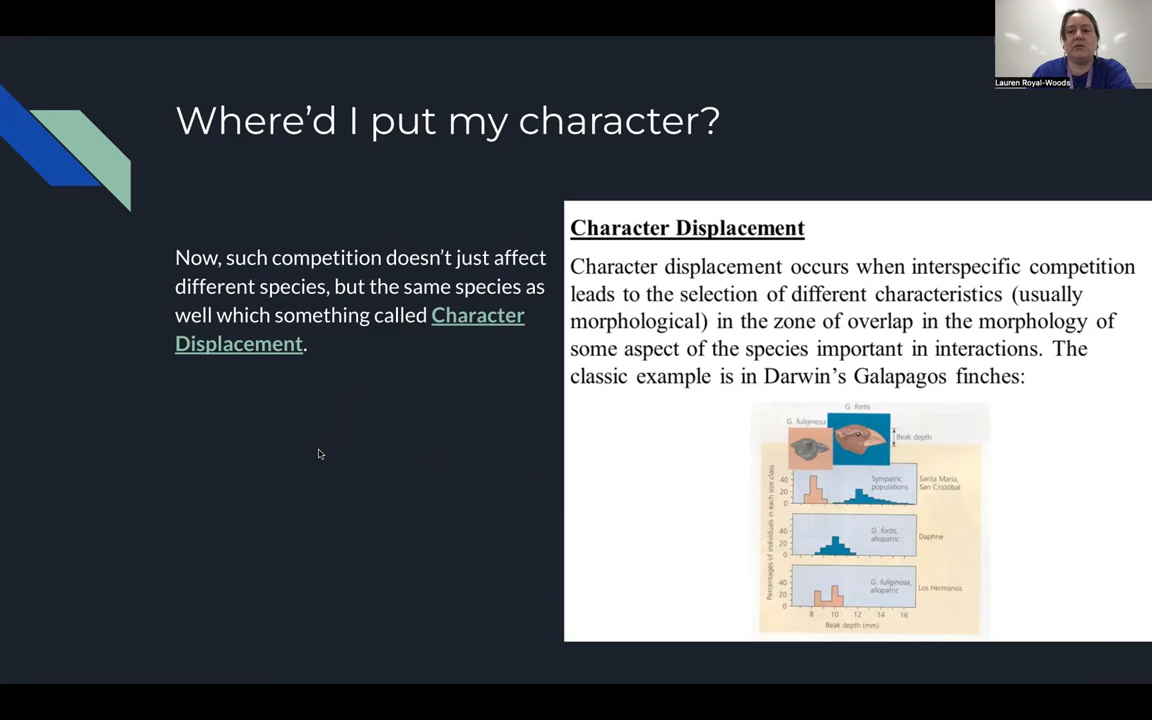 Lauren Royal-Woods
Where'd I put my character?
Now, such competition doesn't just affect
different species, but the same species as
well which something called Character
Displacement.
Character Displacement
Character displacement occurs when interspecific competition
leads to the selection of different characteristics (usually
morphological) in the zone of overlap in the morphology of
some aspect of the species important in interactions. The
classic example is in Darwin's Galapagos finches:
G. fortis
G. fuliginosa
Beak depth
Percentages of individuals in each size class
40
20
0
Sympatric
populations
Santa María,
San Cristóbal
40
20
0
G. fortis,
allopatric
Daphne
40
20
0
G. fuliginosa,
allopatric
Los Hermanos
8 10 12 14 16
Beak depth (mm)